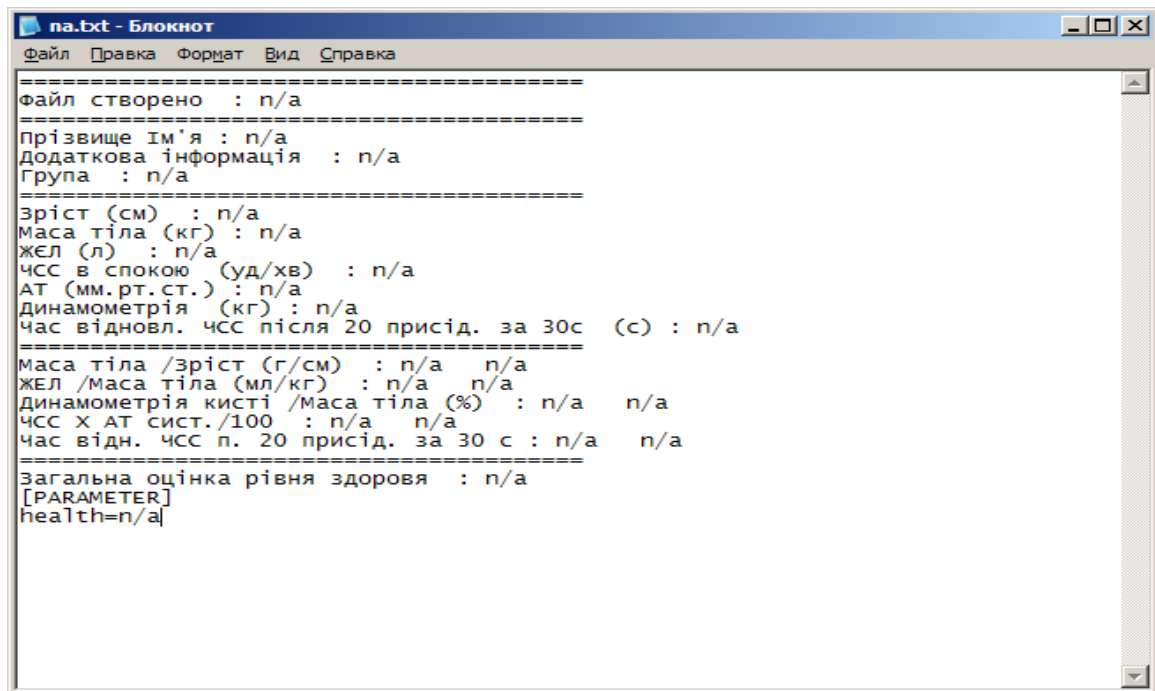 na.txt - Блокнот
Файл Правка Формат Вид Справка
========================================
Файл створено  : n/a
========================================
Прізвище Ім'я : n/a
Додаткова інформація  : n/a
Група  : n/a
========================================
Зріст (см)  : n/a
Маса тіла (кг) : n/a
ЖЄЛ (л)  : n/a
ЧСС в спокою  (уд/хв)  : n/a
АТ (мм.рт.ст.) : n/a
Динамометрія  (кг) : n/a
Час відновл. ЧСС після 20 присід. за 30с  (с) : n/a
========================================
Маса тіла /Зріст (г/см)  : n/a   n/a
ЖЕЛ /Маса тіла (мл/кг)  : n/a   n/a
Динамометрія кисті /Маса тіла (%)  : n/a   n/a
ЧСС Х АТ сист./100  : n/a   n/a
Час відн. ЧСС п. 20 присід. за 30 с : n/a   n/a
========================================
Загальна оцінка рівня здоровя  : n/a
[PARAMETER]
health=n/a